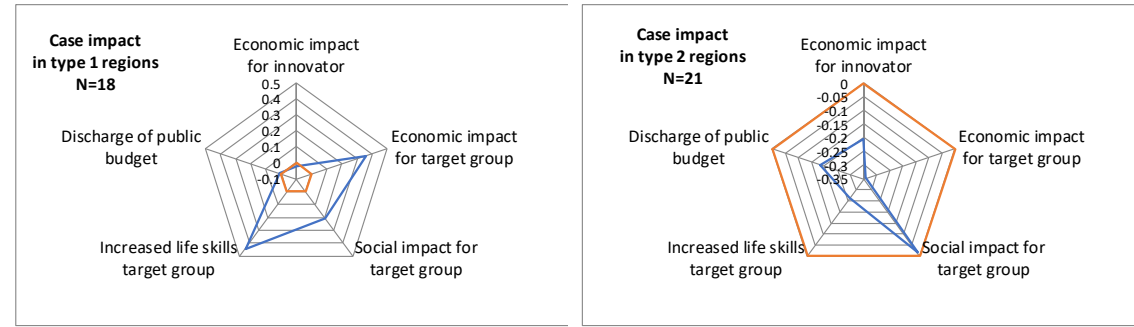 Case impact
in type 1 regions
N=18
Economic impact
for innovator
0.5
0.4
0.3
0.2
0.1
0
-0.1
Economic impact
for target group
Social impact for
target group
Increased life skills
target group
Discharge of public
budget
Case impact
in type 2 regions
N=21
Economic impact
for innovator
0
-0.05
-0.1
-0.15
-0.2
-0.25
-0.3
-0.35
Economic impact
for target group
Social impact for
target group
Increased life skills
target group
Discharge of public
budget